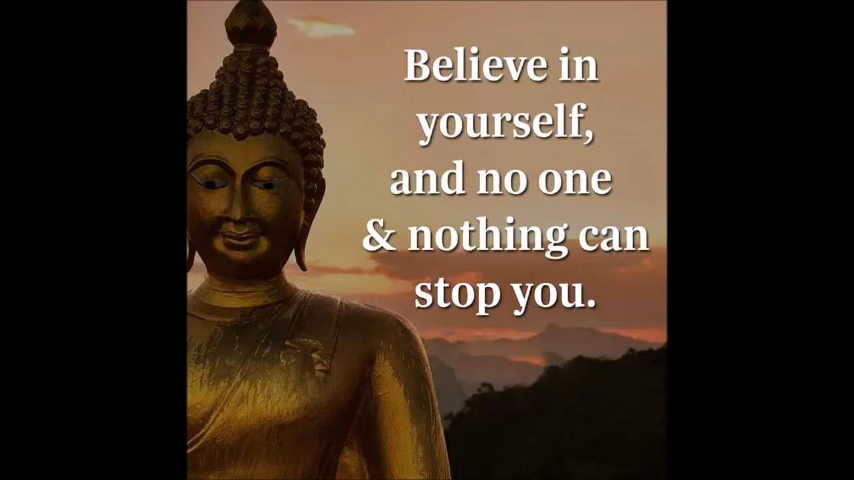 Believe in
yourself,
and no one
& nothing can
stop you.